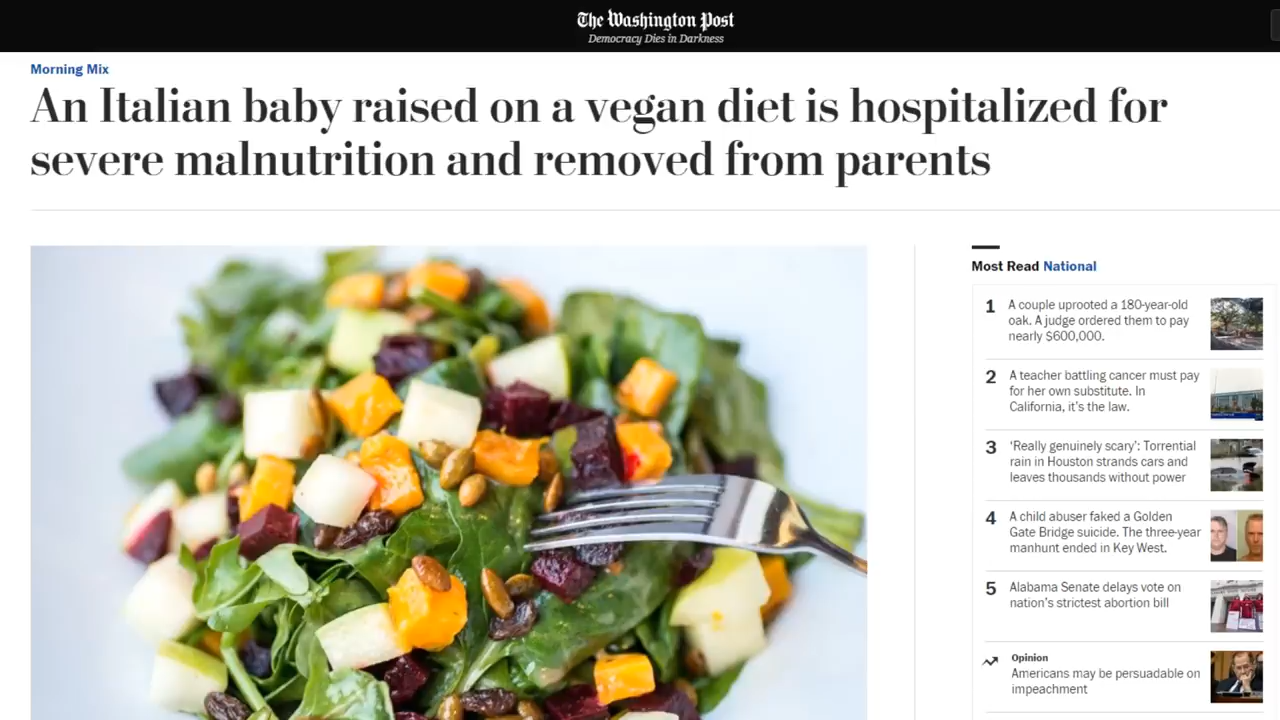 The Washington Post
Democracy Dies in Darkness
Morning Mix
An Italian baby raised on a vegan diet is hospitalized for
severe malnutrition and removed from parents
Most Read National
1
A couple uprooted a 180-year-old
oak. A judge ordered them to pay
nearly $600,000.
2
A teacher battling cancer must pay
for her own substitute. In
California, it's the law.
3
‘Really genuinely scary’: Torrential
rain in Houston strands cars and
leaves thousands without power
4
A child abuser faked a Golden
Gate Bridge suicide. The three-year
manhunt ended in Key West.
5
Alabama Senate delays vote on
nation's strictest abortion bill
Opinion
Americans may be persuadable on
impeachment